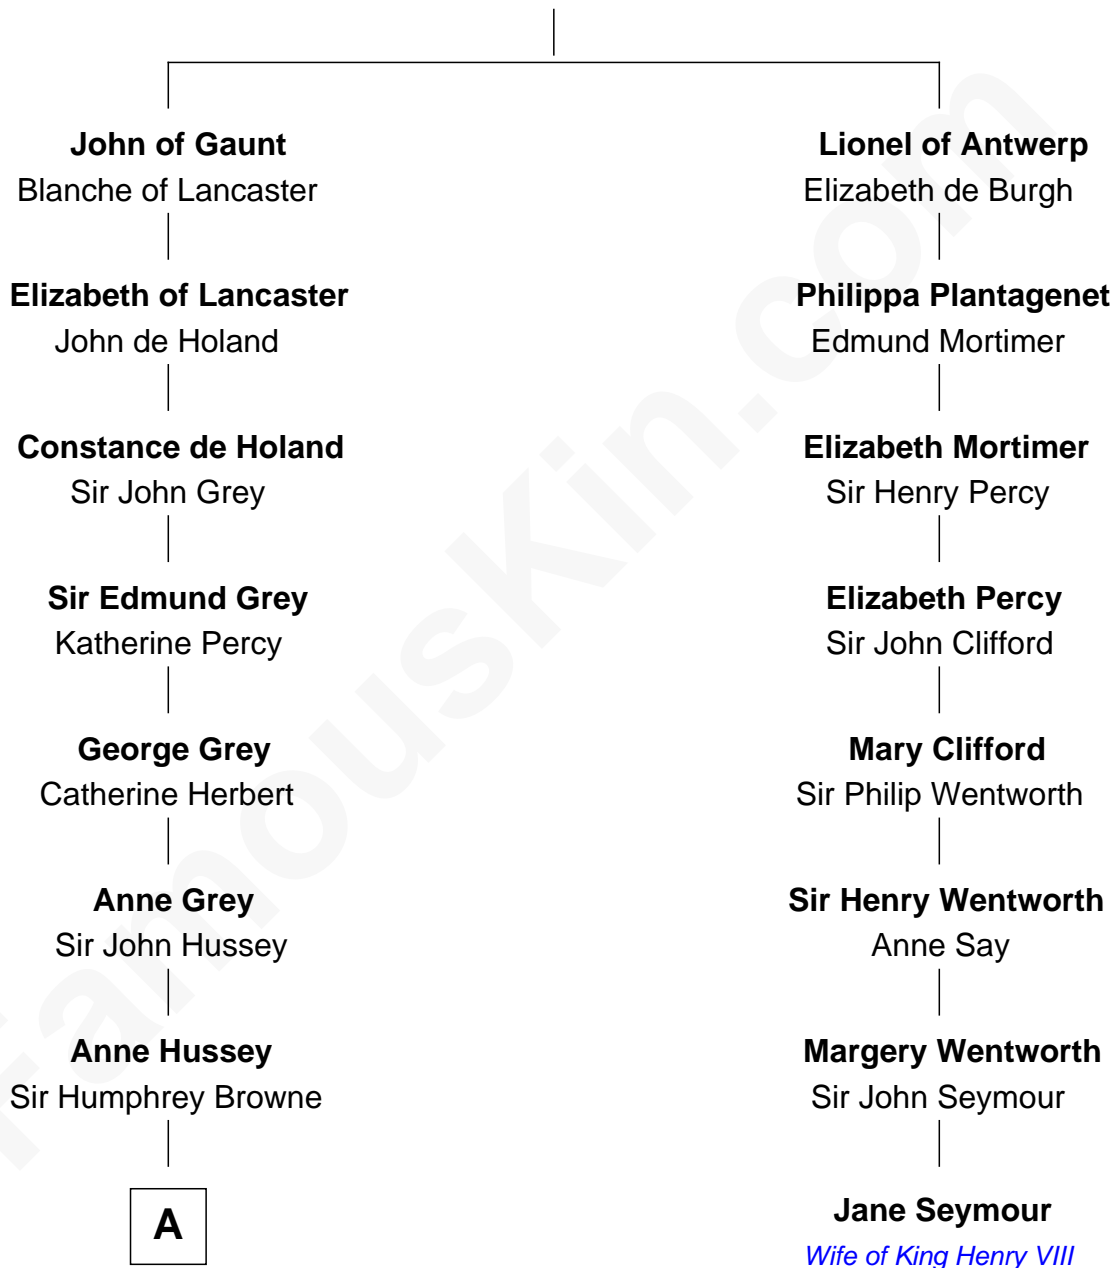 John of Gaunt
Blanche of Lancaster
Elizabeth of Lancaster
John de Holand
Constance de Holand
Sir John Grey
Sir Edmund Grey
Katherine Percy
George Grey
Catherine Herbert
Anne Grey
Sir John Hussey
Anne Hussey
Sir Humphrey Browne
A
Lionel of Antwerp
Elizabeth de Burgh
Philippa Plantagenet
Edmund Mortimer
Elizabeth Mortimer
Sir Henry Percy
Elizabeth Percy
Sir John Clifford
Mary Clifford
Sir Philip Wentworth
Sir Henry Wentworth
Anne Say
Margery Wentworth
Sir John Seymour
Jane Seymour
Wife of King Henry VIII
FamousKin.com